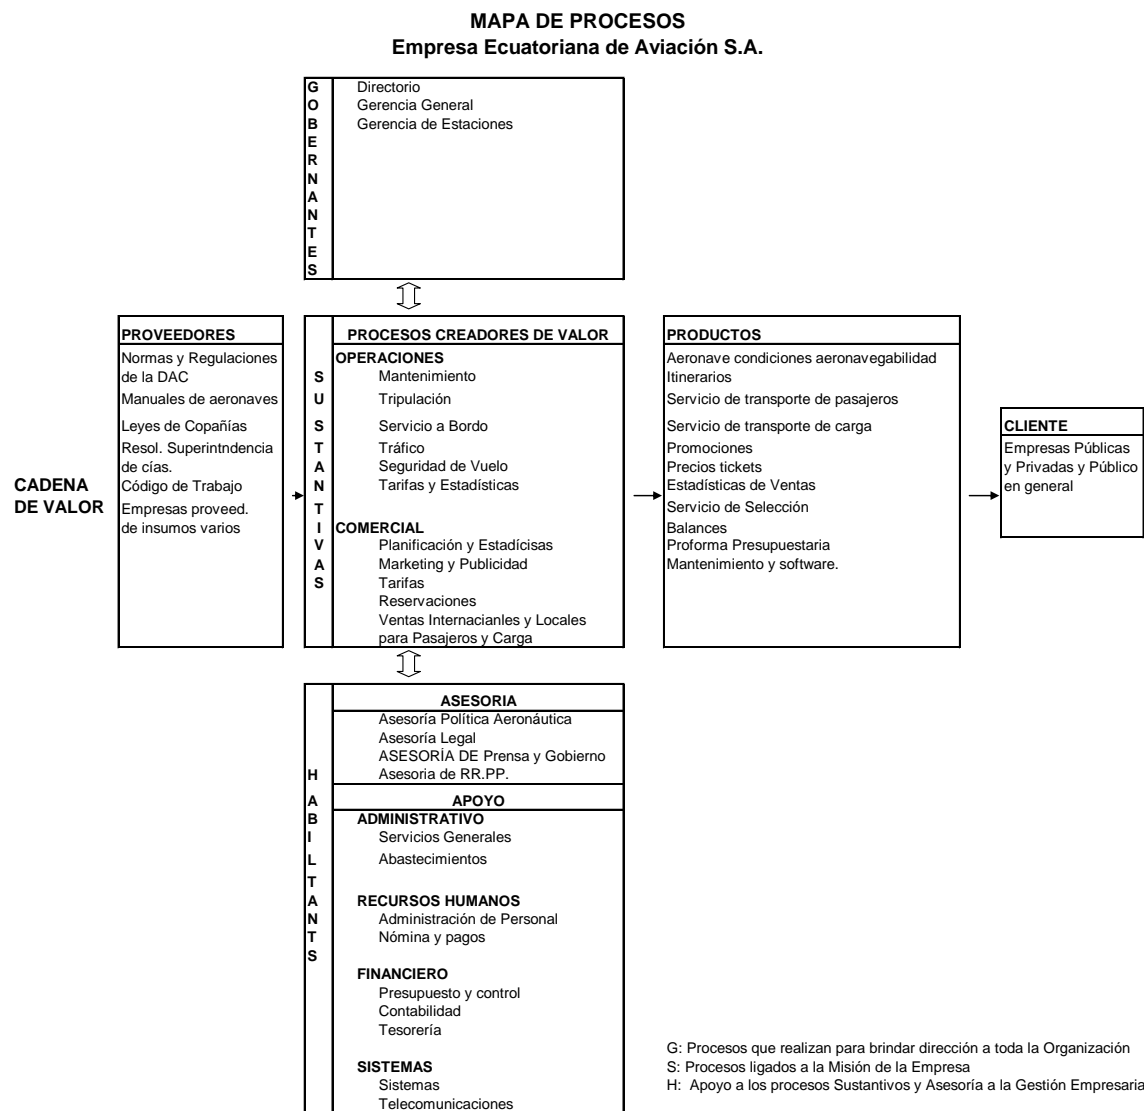 MAPA DE PROCESOS
Empresa Ecuatoriana de Aviación S.A.
GOBERNANTES
Directorio
Gerencia General
Gerencia de Estaciones
CADENA
DE VALOR
PROVEEDORES
Normas y Regulaciones
de la DAC
Manuales de aeronaves
Leyes de Copañías
Resol. Superintndencia
de cías.
Código de Trabajo
Empresas proveed.
de insumos varios
SUSTANTIVAS
PROCESOS CREADORES DE VALOR
OPERACIONES
Mantenimiento
Tripulación
Servicio a Bordo
Tráfico
Seguridad de Vuelo
Tarifas y Estadísticas
COMERCIAL
Planificación y Estadícisas
Marketing y Publicidad
Tarifas
Reservaciones
Ventas Internacianles y Locales
para Pasajeros y Carga
PRODUCTOS
Aeronave condiciones aeronavegabilidad
Itinerarios
Servicio de transporte de pasajeros
Servicio de transporte de carga
Promociones
Precios tickets
Estadísticas de Ventas
Servicio de Selección
Balances
Proforma Presupuestaria
Mantenimiento y software.
CLIENTE
Empresas Públicas
y Privadas y Público
en general
HABILTANTS
ASESORIA
Asesoría Política Aeronáutica
Asesoría Legal
ASESORÍA DE Prensa y Gobierno
Asesoria de RR.PP.
APOYO
ADMINISTRATIVO
Servicios Generales
Abastecimientos
RECURSOS HUMANOS
Administración de Personal
Nómina y pagos
FINANCIERO
Presupuesto y control
Contabilidad
Tesorería
SISTEMAS
Sistemas
Telecomunicaciones
G: Procesos que realizan para brindar dirección a toda la Organización
S: Procesos ligados a la Misión de la Empresa
H: Apoyo a los procesos Sustantivos y Asesoría a la Gestión Empresaria